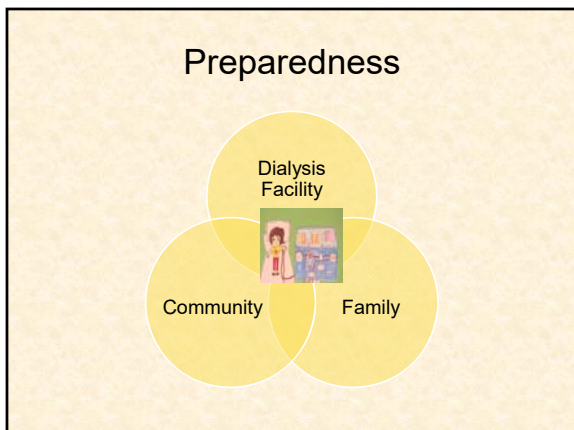 Preparedness
Dialysis
Facility
Community
Family